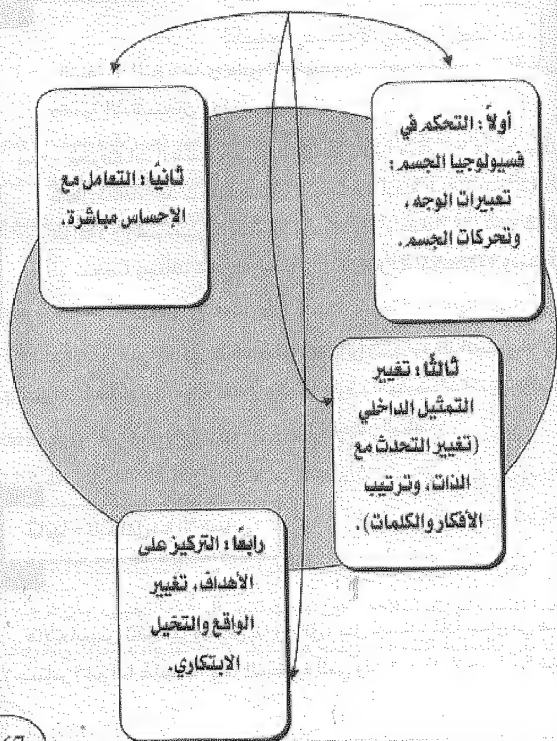 أولاً: التحكم في
فسيولوجيا الجسم:
تعبيرات الوجه،
وتحركات الجسم.
ثانيًا: التعامل مع
الإحساس مباشرة.
ثالثًا: تغيير
التمثيل الداخلي
(تغيير التحدث مع
الذات، وترتيب
الأفكار والكلمات).
رابعًا: التركيز على
الأهداف، تغيير
الواقع والتخيل
الابتكاري.